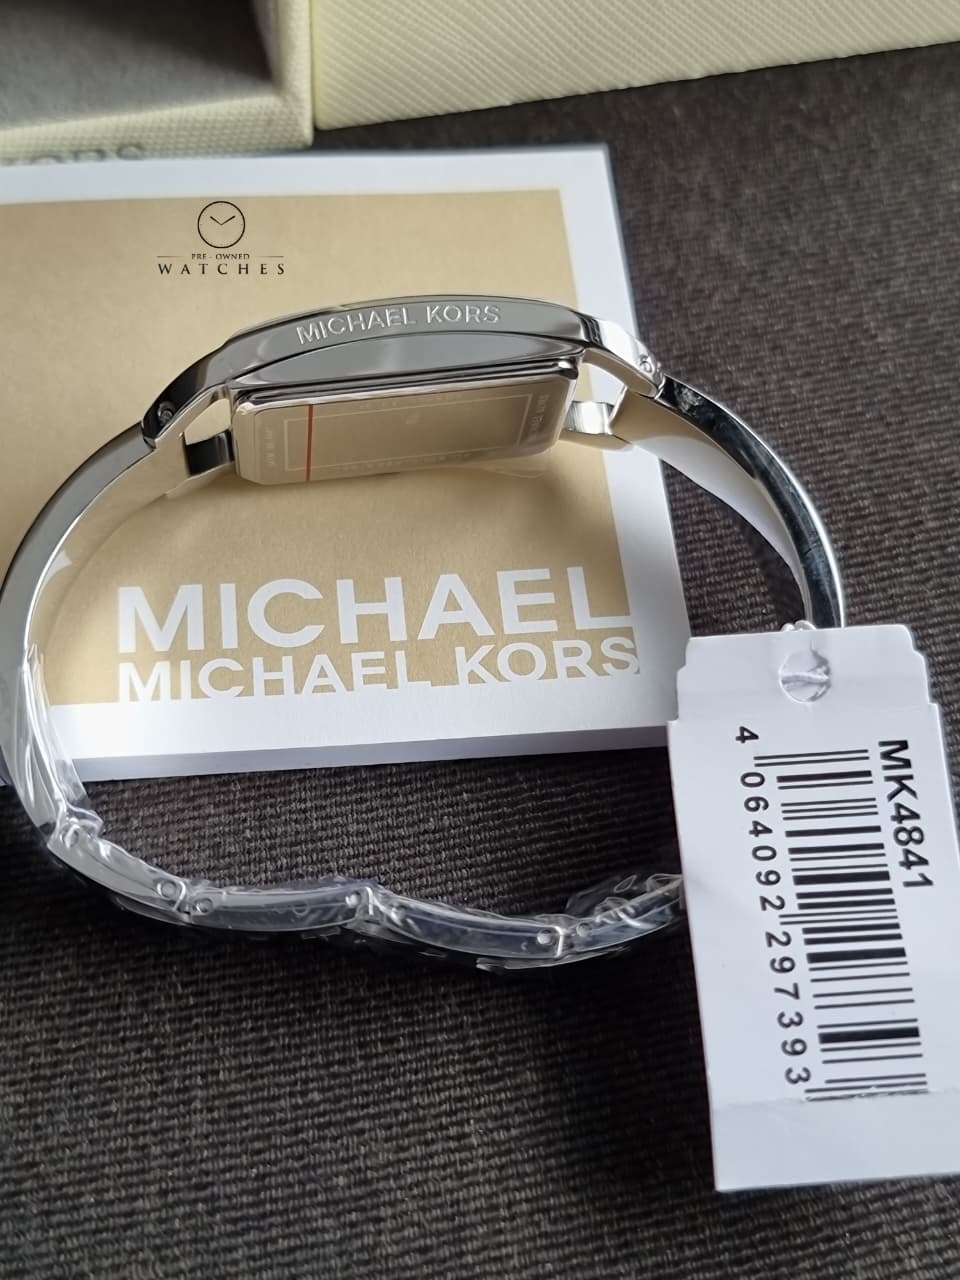 KORS
PRE - OWNED
WATCHES
MICHAEL KORS
MICHAEL
MICHAEL KORS
MK4841
4 064092 297393